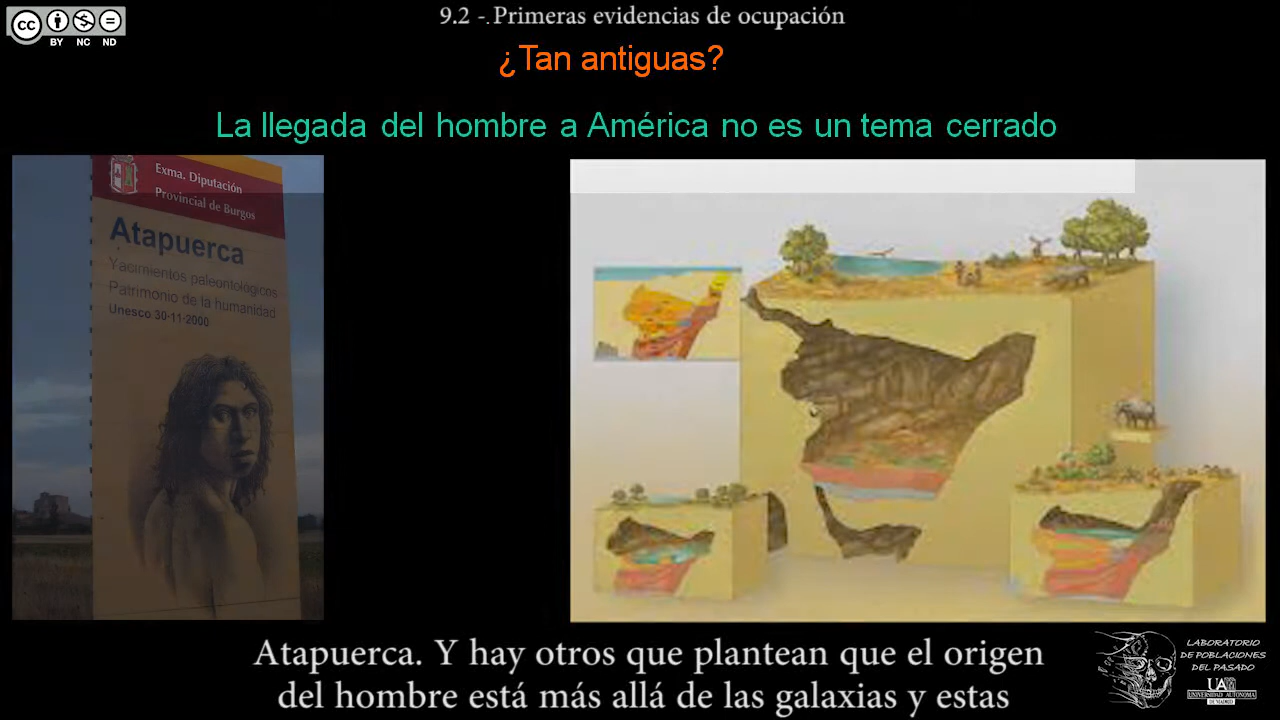 9.2 -. Primeras evidencias de ocupación
BY NC ND
¿Tan antiguas?
La llegada del hombre a América no es un tema cerrado
Exma. Diputación
Provincial de Burgos
Atapuerca
Yacimientos paleontológicos
Patrimonio de la humanidad
Unesco 30·11·2000
Atapuerca. Y hay otros que plantean que el origen
del hombre está más allá de las galaxias y estas
LABORATORIO
DE POBLACIONES
DEL PASADO
UAM
UNIVERSIDAD AUTONOMA
DE MADRID